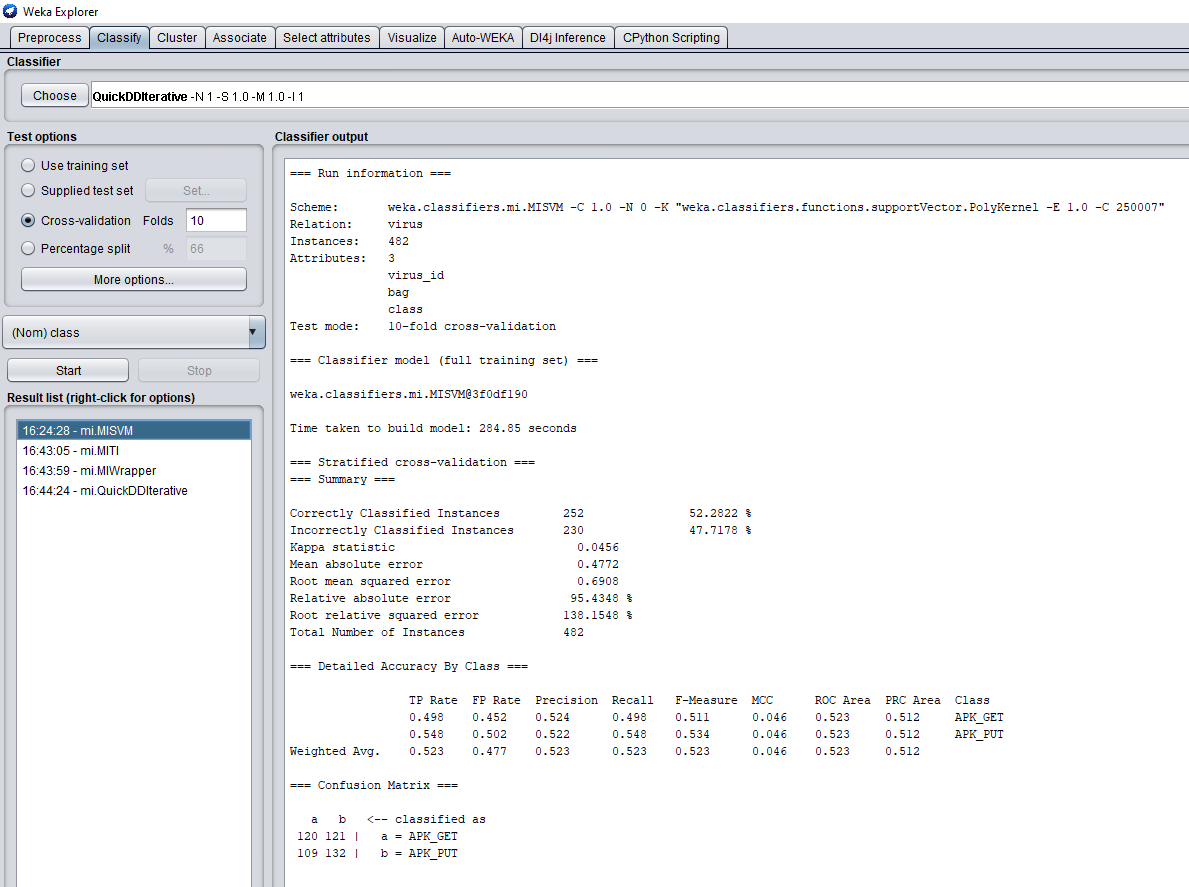 Weka Explorer
Preprocess Classify Cluster Associate Select attributes Visualize Auto-WEKA Dl4j Inference CPython Scripting
Classifier
Choose QuickDDIterative -N 1 -S 1.0 -M 1.0 -I 1
Test options
Use training set
Supplied test set Set...
Cross-validation Folds 10
Percentage split % 66
More options...
(Nom) class
Start Stop
Result list (right-click for options)
16:24:28 - mi.MISVM
16:43:05 - mi.MITI
16:43:59 - mi.MIWrapper
16:44:24 - mi.QuickDDIterative
Classifier output
=== Run information ===
Scheme: weka.classifiers.mi.MISVM -C 1.0 -N 0 -K "weka.classifiers.functions.supportVector.PolyKernel -E 1.0 -C 250007"
Relation: virus
Instances: 482
Attributes: 3
virus_id
bag
class
Test mode: 10-fold cross-validation
=== Classifier model (full training set) ===
weka.classifiers.mi.MISVM@3f0df190
Time taken to build model: 284.85 seconds
=== Stratified cross-validation ===
=== Summary ===
Correctly Classified Instances 252 52.2822 %
Incorrectly Classified Instances 230 47.7178 %
Kappa statistic 0.0456
Mean absolute error 0.4772
Root mean squared error 0.6908
Relative absolute error 95.4348 %
Root relative squared error 138.1548 %
Total Number of Instances 482
=== Detailed Accuracy By Class ===
TP Rate FP Rate Precision Recall F-Measure MCC ROC Area PRC Area Class
0.498 0.452 0.524 0.498 0.511 0.046 0.523 0.512 APK_GET
0.548 0.502 0.522 0.548 0.534 0.046 0.523 0.512 APK_PUT
Weighted Avg. 0.523 0.477 0.523 0.523 0.523 0.046 0.523 0.512
=== Confusion Matrix ===
a b <-- classified as
120 121 | a = APK_GET
109 132 | b = APK_PUT